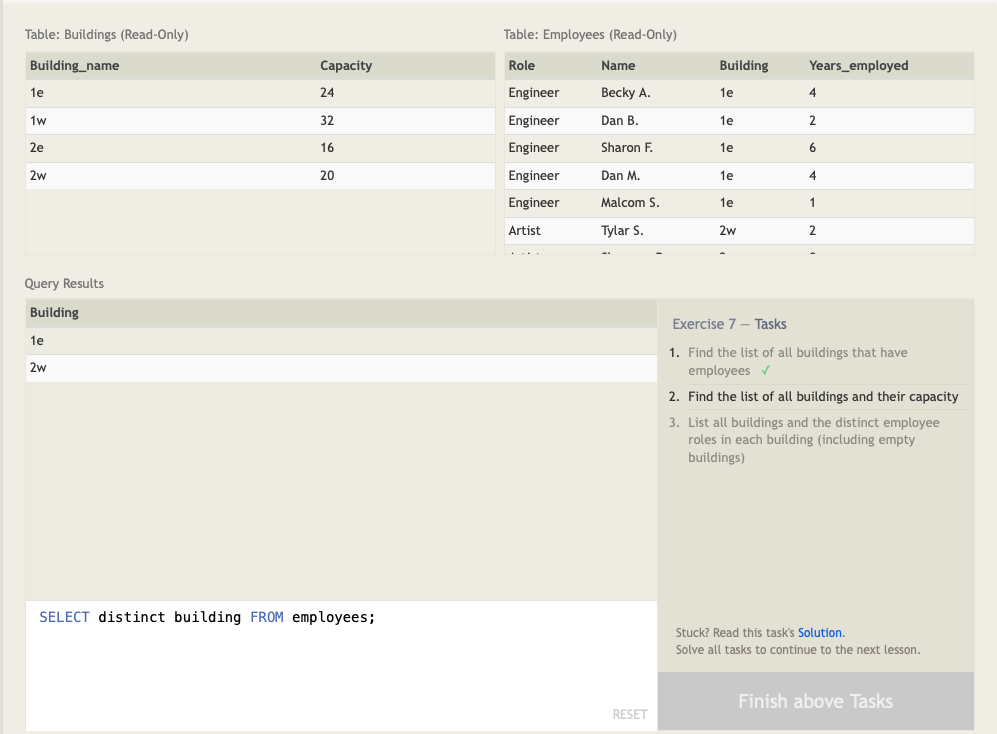 Table: Buildings (Read-Only)
Building_name Capacity
1e 24
1w 32
2e 16
2w 20
Table: Employees (Read-Only)
Role Name Building Years_employed
Engineer Becky A. 1e 4
Engineer Dan B. 1e 2
Engineer Sharon F. 1e 6
Engineer Dan M. 1e 4
Engineer Malcom S. 1e 1
Artist Tylar S. 2w 2
Query Results
Building
1e
2w
SELECT distinct building FROM employees;
RESET
Exercise 7 — Tasks
1. Find the list of all buildings that have
employees ✓
2. Find the list of all buildings and their capacity
3. List all buildings and the distinct employee
roles in each building (including empty
buildings)
Stuck? Read this task's Solution.
Solve all tasks to continue to the next lesson.
Finish above Tasks